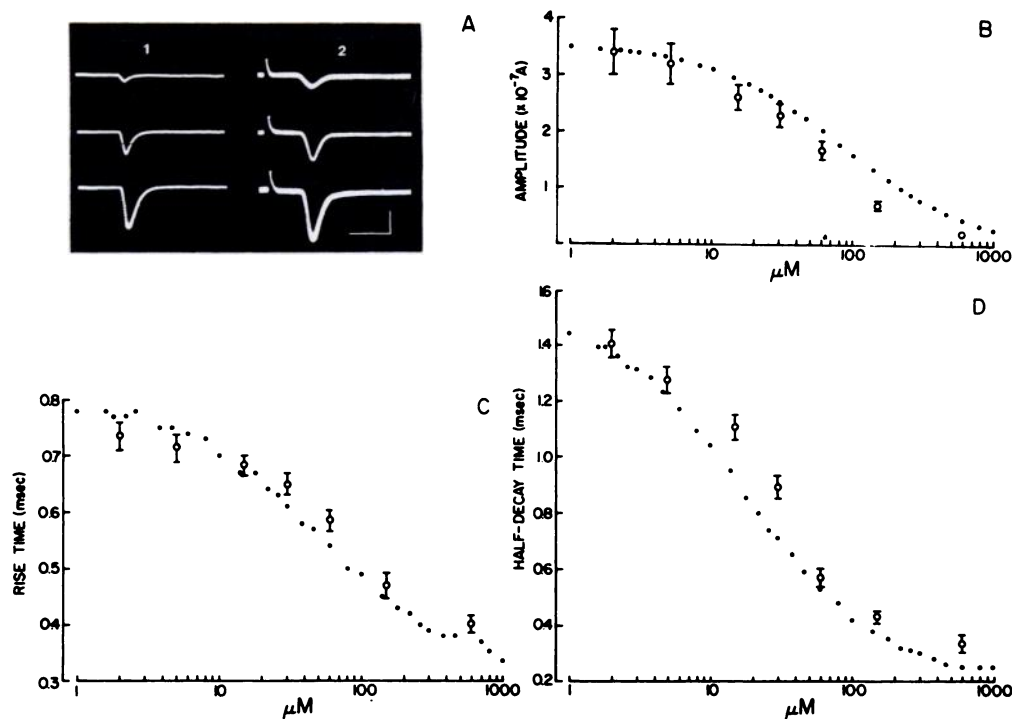 A
1 2
B
4
3
2
1
AMPLITUDE (x 10⁻⁷A)
1 10 100 1000
μM
C
0.8
0.7
0.6
0.5
0.4
0.3
RISE TIME (msec)
1 10 100 1000
μM
D
1.6
1.4
1.2
1.0
0.8
0.6
0.4
0.2
HALF-DECAY TIME (msec)
1 10 100 1000
μM